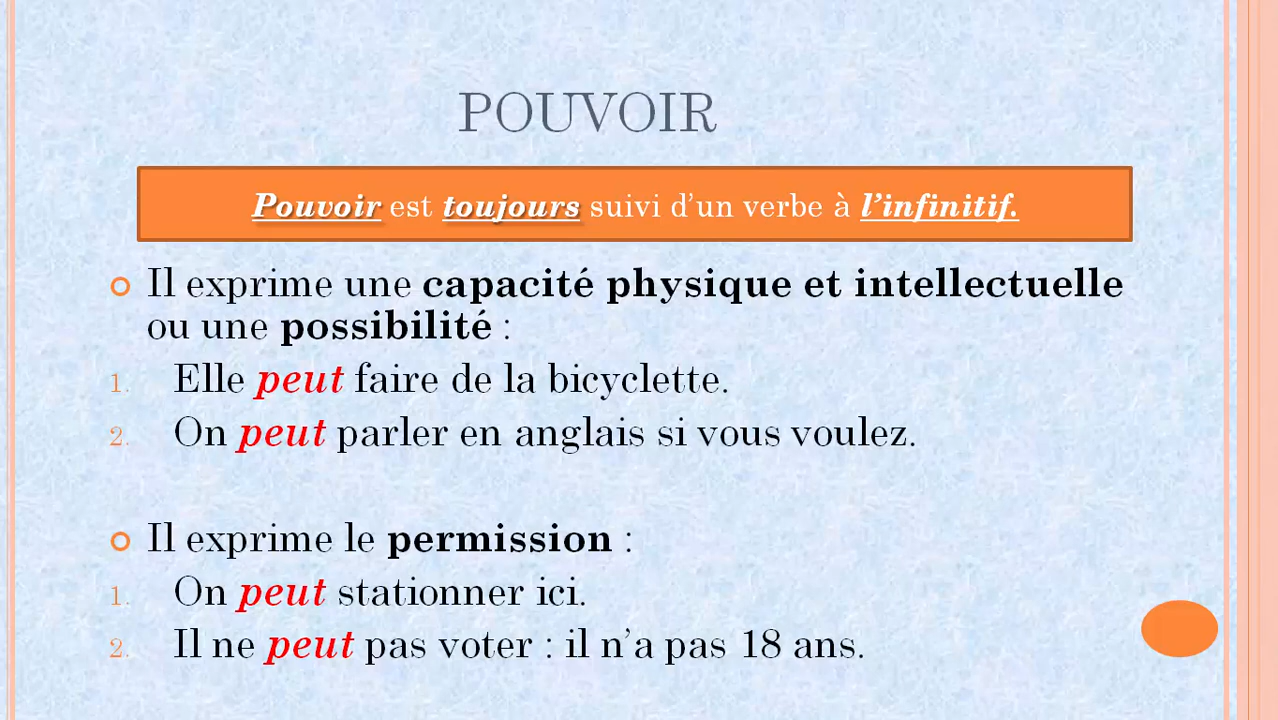 POUVOIR
Pouvoir est toujours suivi d’un verbe à l’infinitif.
Il exprime une capacité physique et intellectuelle
ou une possibilité :
1. Elle peut faire de la bicyclette.
2. On peut parler en anglais si vous voulez.
Il exprime le permission :
1. On peut stationner ici.
2. Il ne peut pas voter : il n’a pas 18 ans.